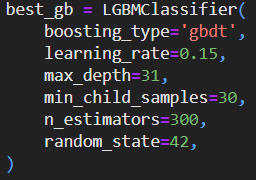 best_gb = LGBMClassifier(
    boosting_type='gbdt',
    learning_rate=0.15,
    max_depth=31,
    min_child_samples=30,
    n_estimators=300,
    random_state=42,
)